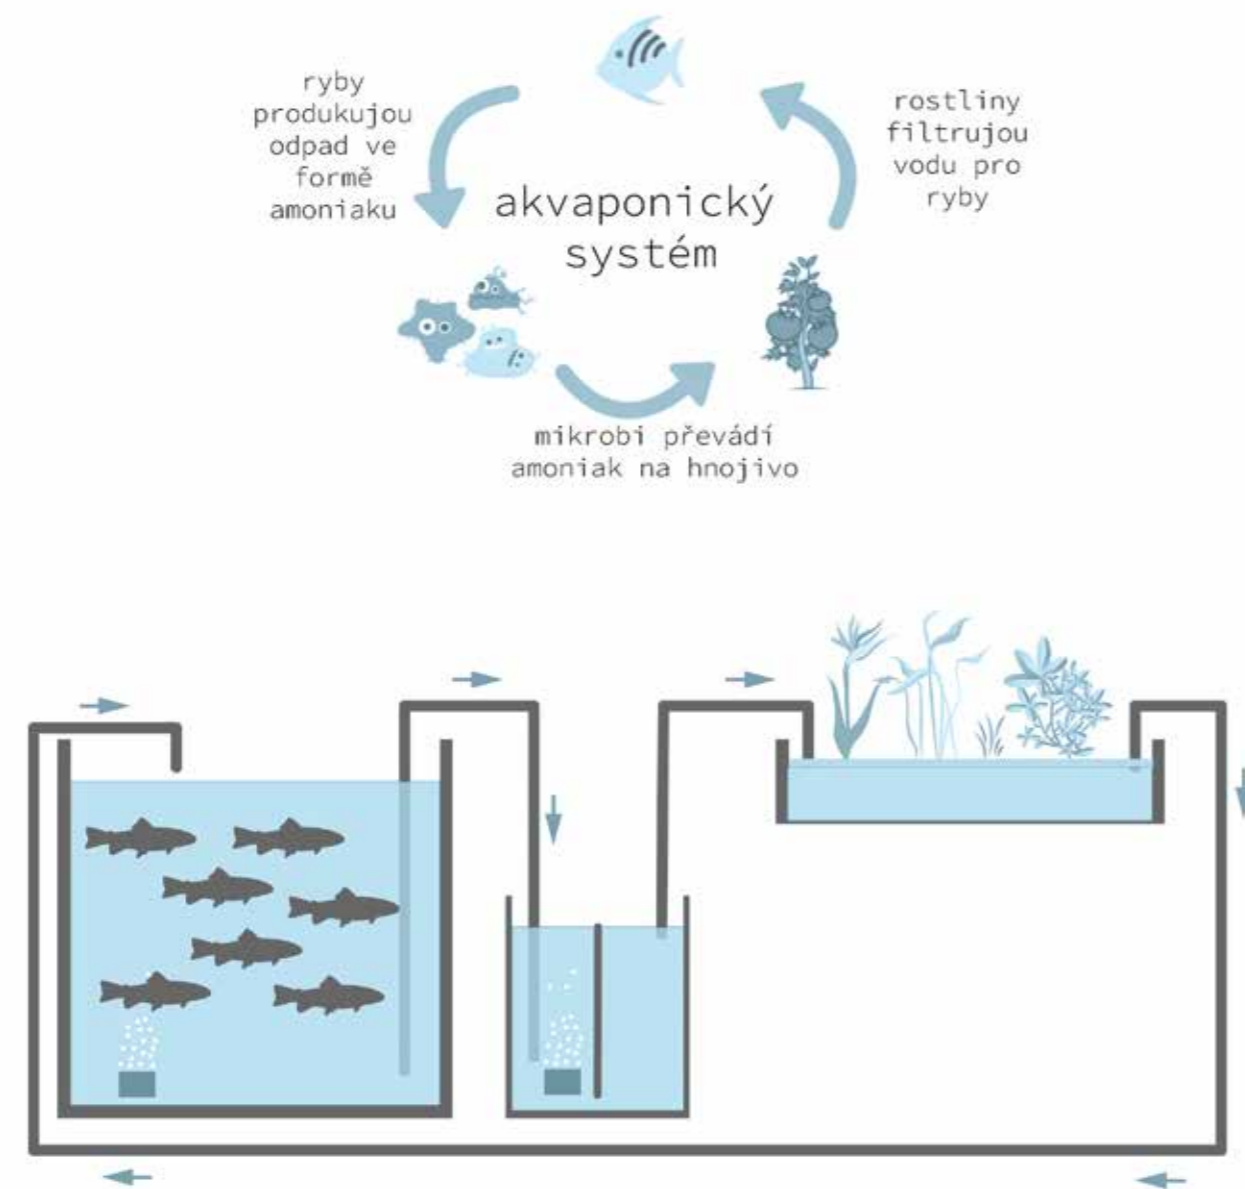 ryby
produkujou
odpad ve
formě
amoniaku
akvaponický
systém
rostliny
filtrujou
vodu pro
ryby
mikrobi převádí
amoniak na hnojivo